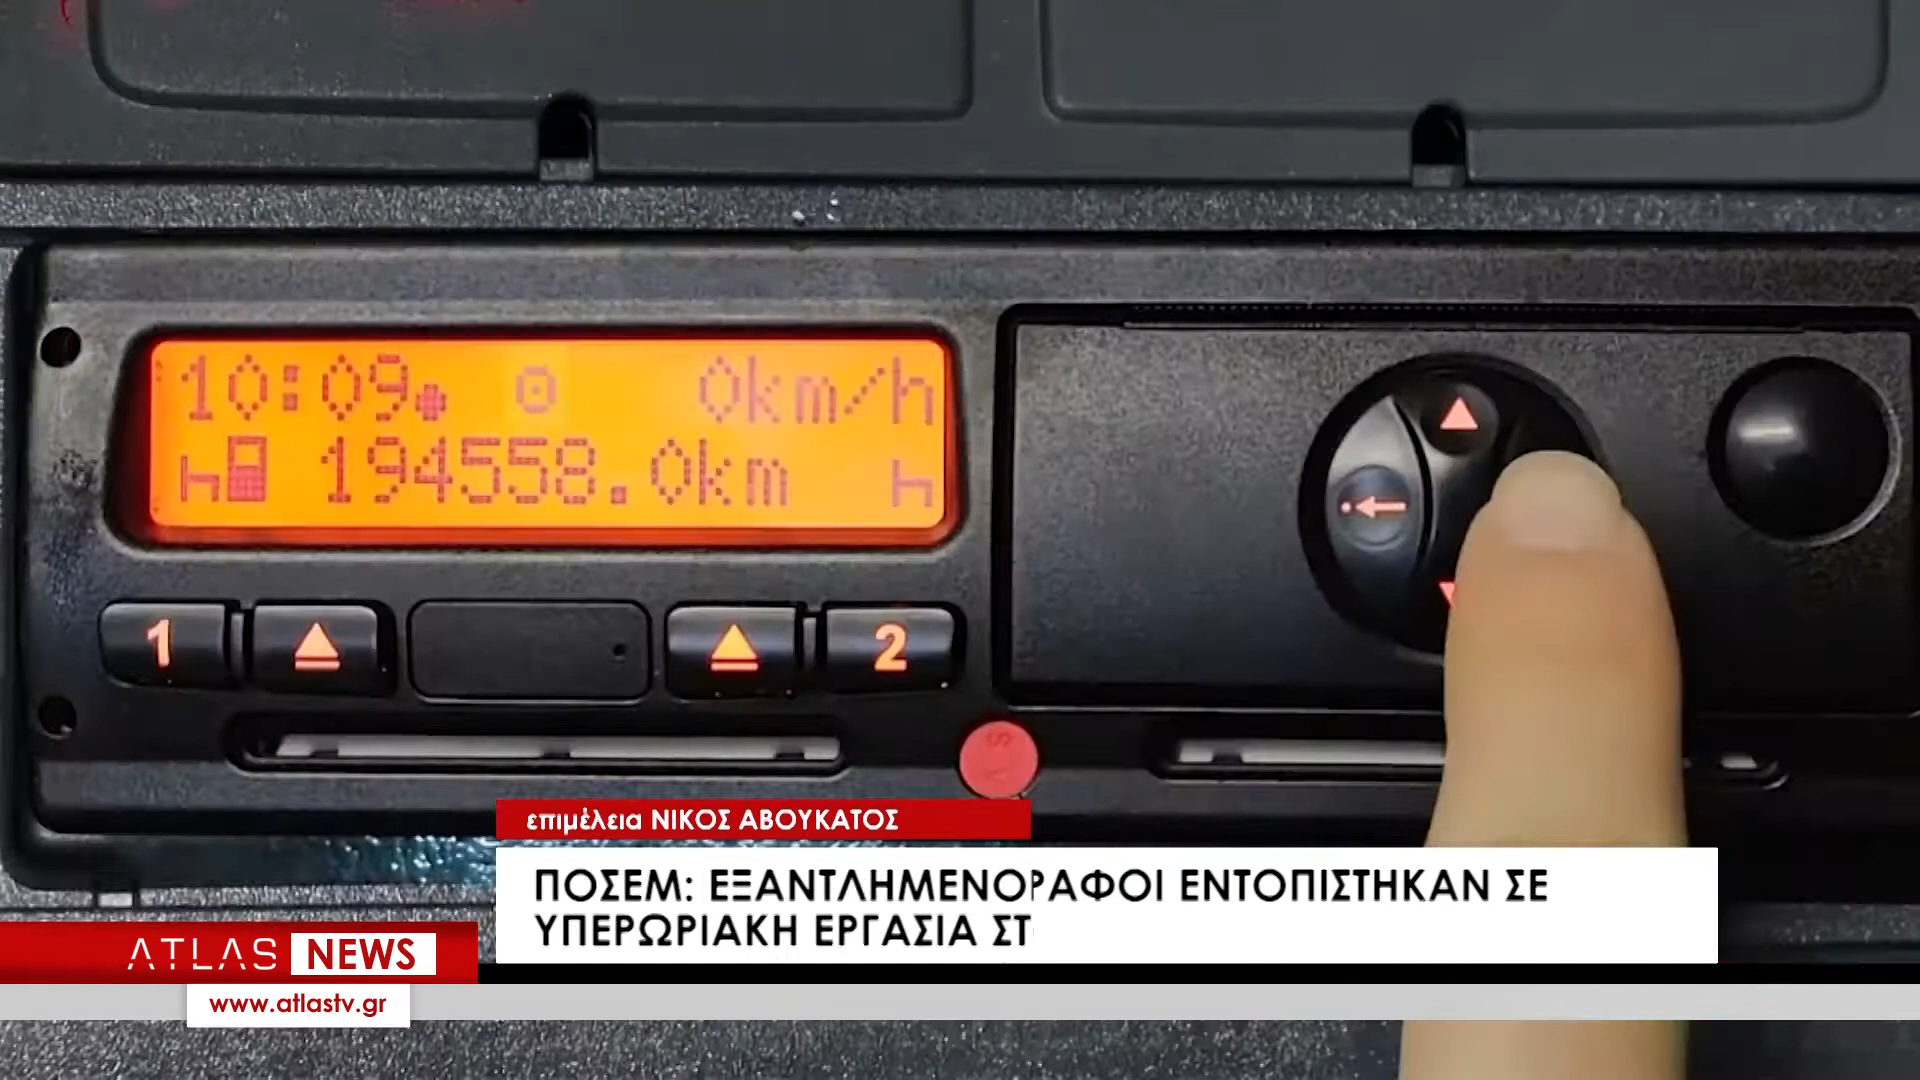 10:09 0km/h
194558.0km
1 2
επιμέλεια ΝΙΚΟΣ ΑΒΟΥΚΑΤΟΣ
ΠΟΣΕΜ: ΕΞΑΝΤΛΗΜΕΝΟΡΑΦΟΙ ΕΝΤΟΠΙΣΤΗΚΑΝ ΣΕ
ΥΠΕΡΩΡΙΑΚΗ ΕΡΓΑΣΙΑ ΣΤ
ATLAS NEWS
www.atlastv.gr